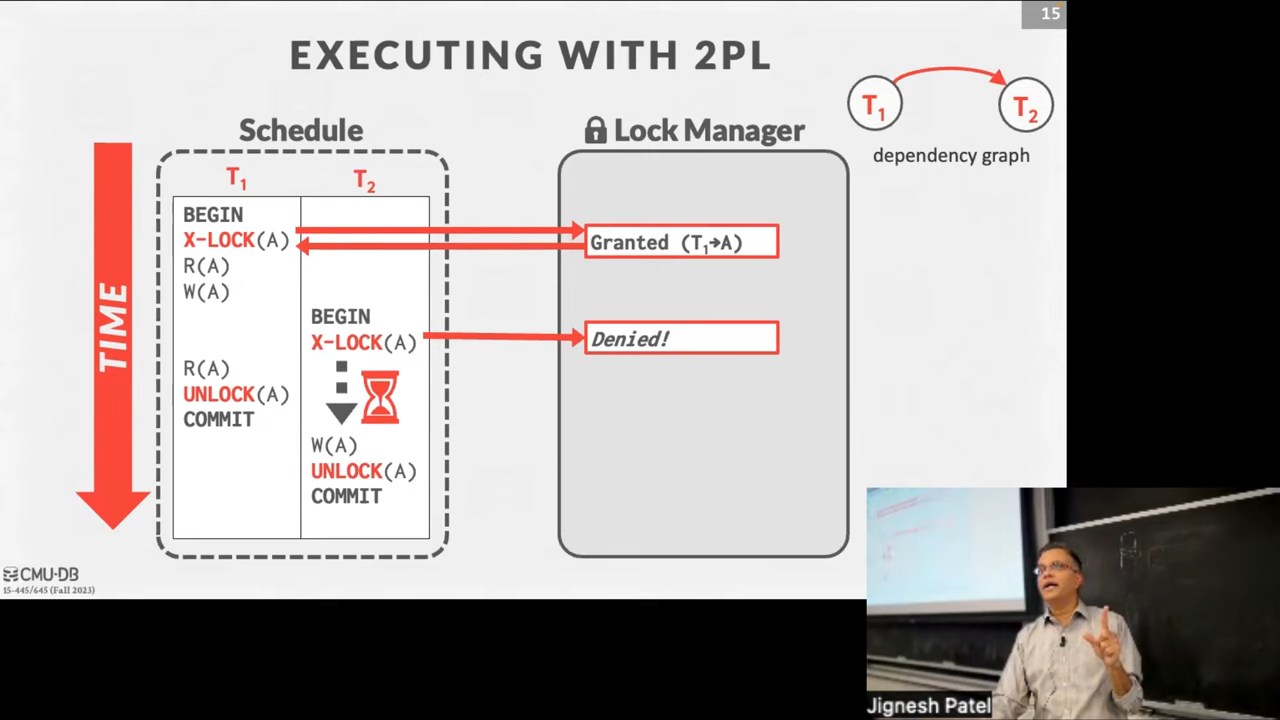 15
EXECUTING WITH 2PL
T1
T2
dependency graph
Schedule
Lock Manager
TIME
T1
T2
BEGIN
X-LOCK(A)
R(A)
W(A)
BEGIN
X-LOCK(A)
R(A)
UNLOCK(A)
COMMIT
W(A)
UNLOCK(A)
COMMIT
Granted (T1→A)
Denied!
CMU·DB
15-445/645 (Fall 2023)
Jignesh Patel